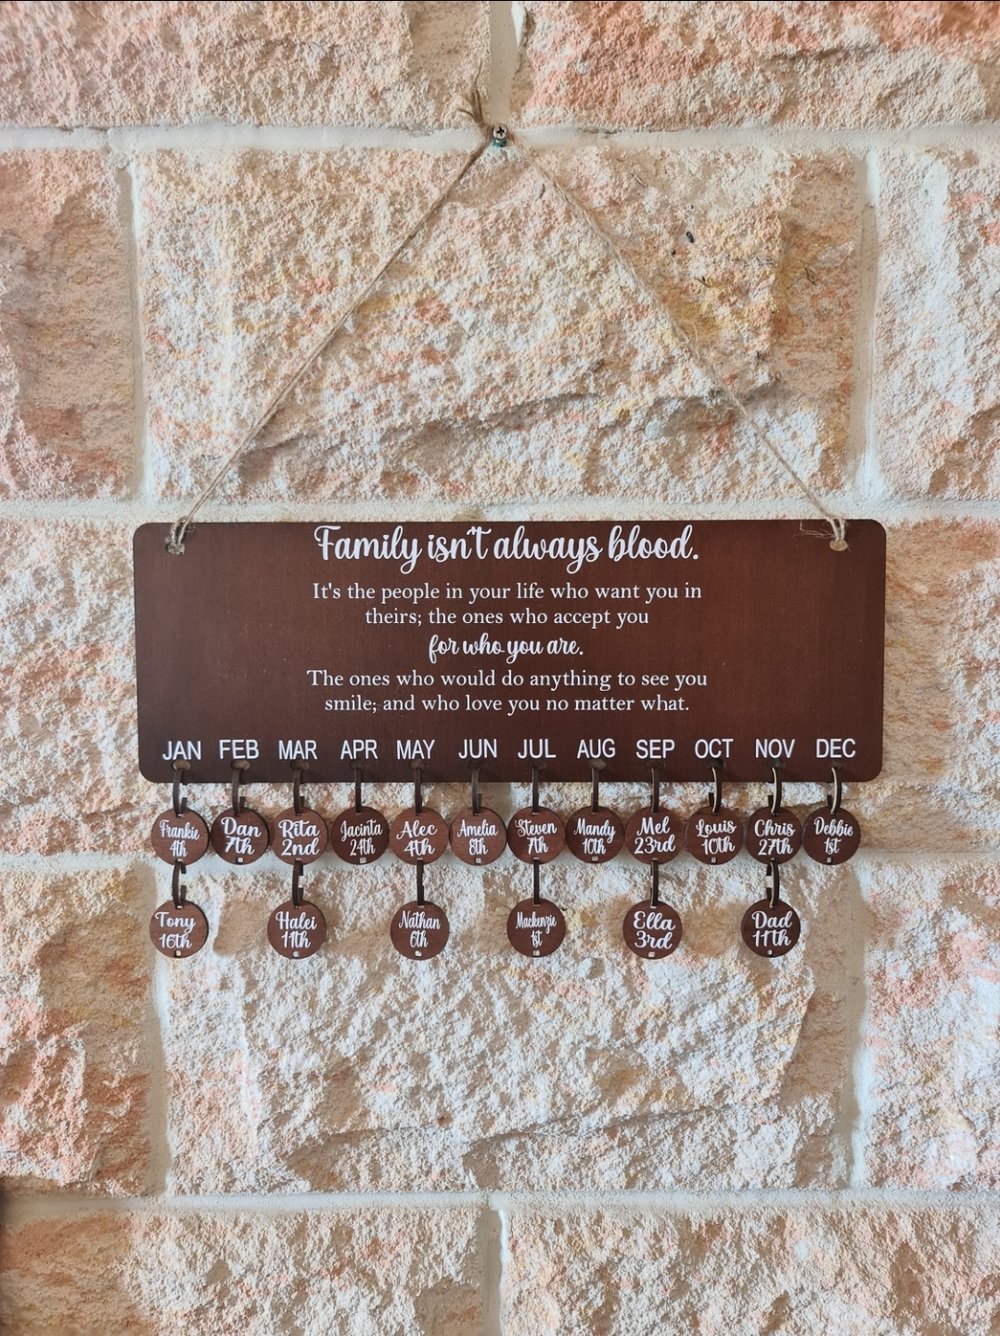 Family isn't always blood.
It's the people in your life who want you in
theirs; the ones who accept you
for who you are.
The ones who would do anything to see you
smile; and who love you no matter what.
JAN FEB MAR APR MAY JUN JUL AUG SEP OCT NOV DEC
Frankie Dan Rita Jacinta Alec Amelia Steven Mandy Mel Louis Chris Debbie
4th 7th 2nd 24th 4th 8th 7th 10th 23rd 10th 27th 1st
Tony Halei Nathan Mackenzie Ella Dad
16th 11th 6th 1st 3rd 17th